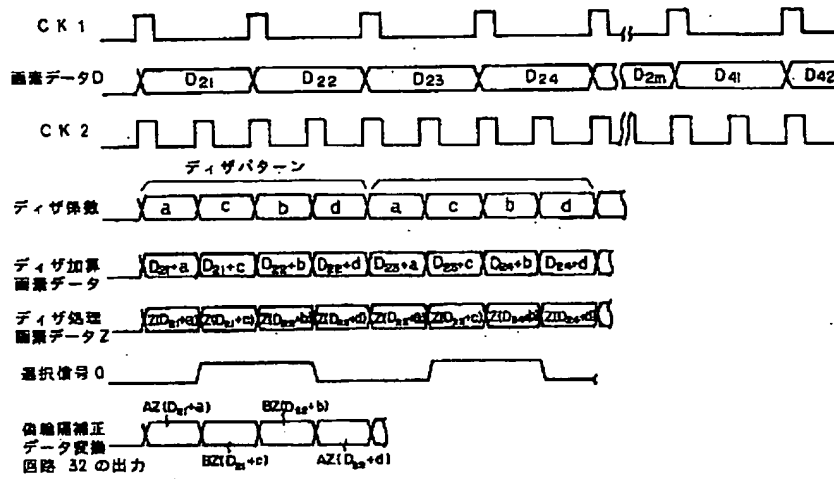 CK1
画素データD
D21 D22 D23 D24 D2m D41 D42
CK2
ディザパターン
ディザ係数
a c b d a c b d
ディザ加算
画素データ
D21+a D21+c D22+b D22+d D23+a D23+c D24+b D24+d
ディザ処理
画素データZ
Z(D21+a) Z(D21+c) Z(D22+b) Z(D22+d) Z(D23+a) Z(D23+c) Z(D24+b) Z(D24+d)
選択信号Q
AZ(D21+a) BZ(D22+b)
偽輪郭補正
データ変換
回路 32の出力
BZ(D21+c) AZ(D22+d)